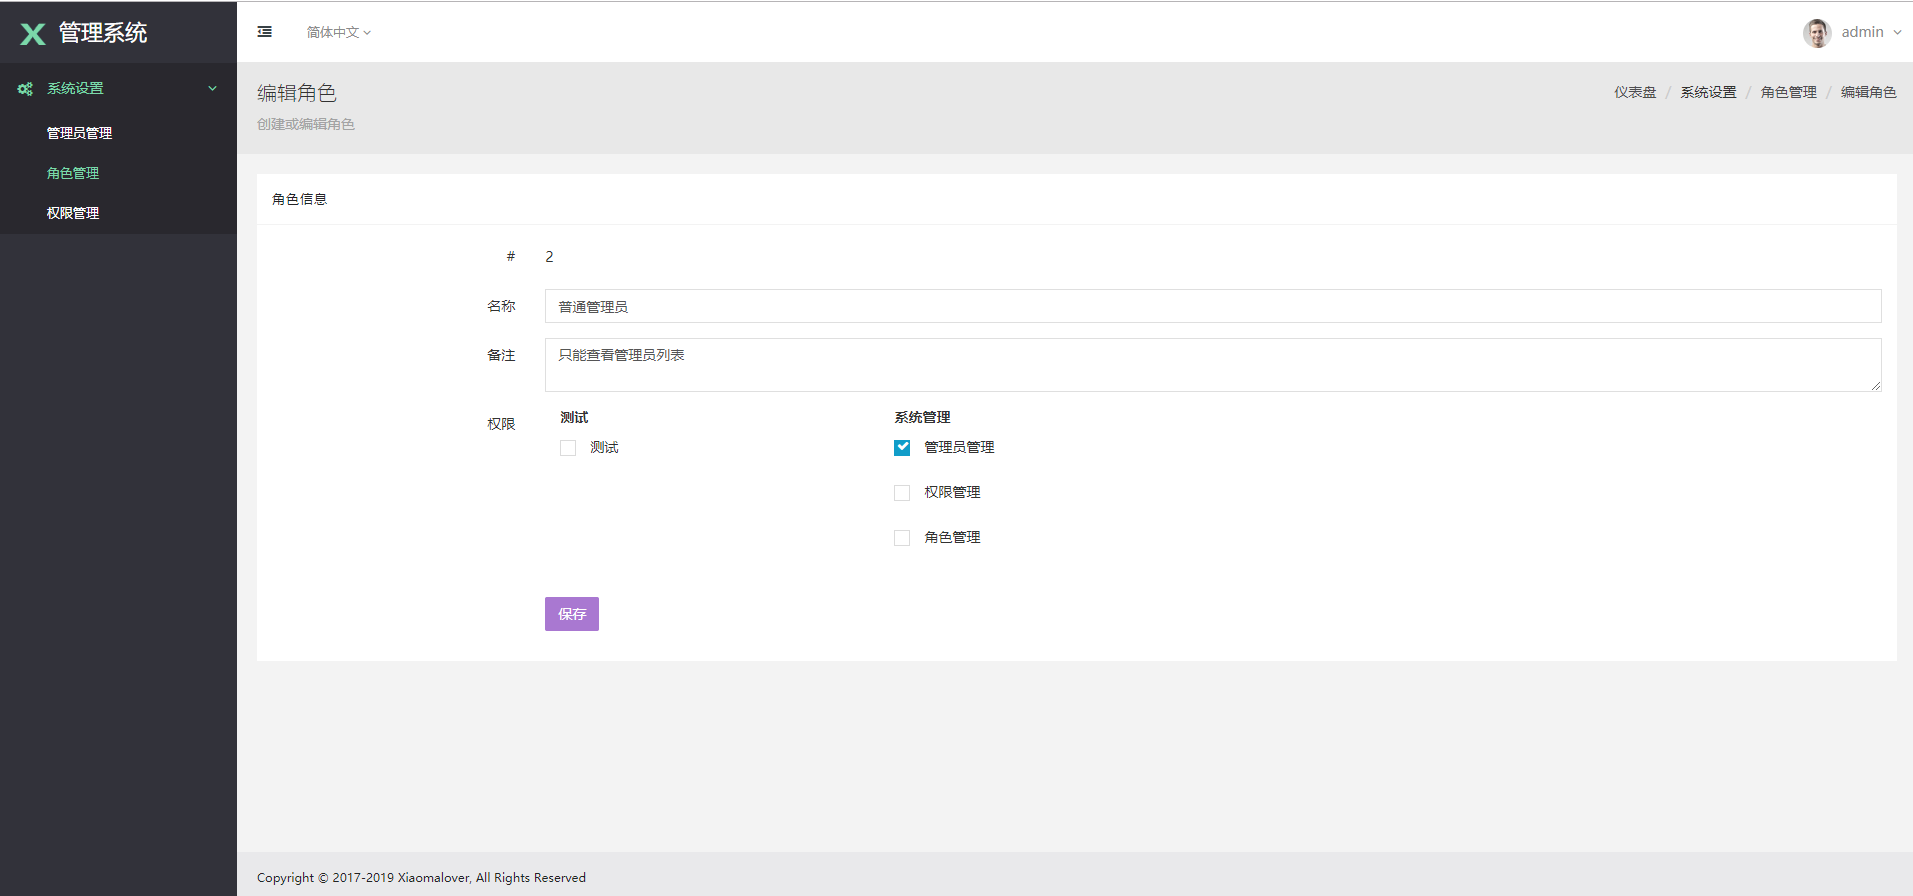 X 管理系统
简体中文
admin
系统设置
管理员管理
角色管理
权限管理
编辑角色
创建或编辑角色
仪表盘 / 系统设置 / 角色管理 / 编辑角色
角色信息
# 2
名称 普通管理员
备注 只能查看管理员列表
权限 测试 系统管理
测试 管理员管理
权限管理
角色管理
保存
Copyright © 2017-2019 Xiaomalover, All Rights Reserved